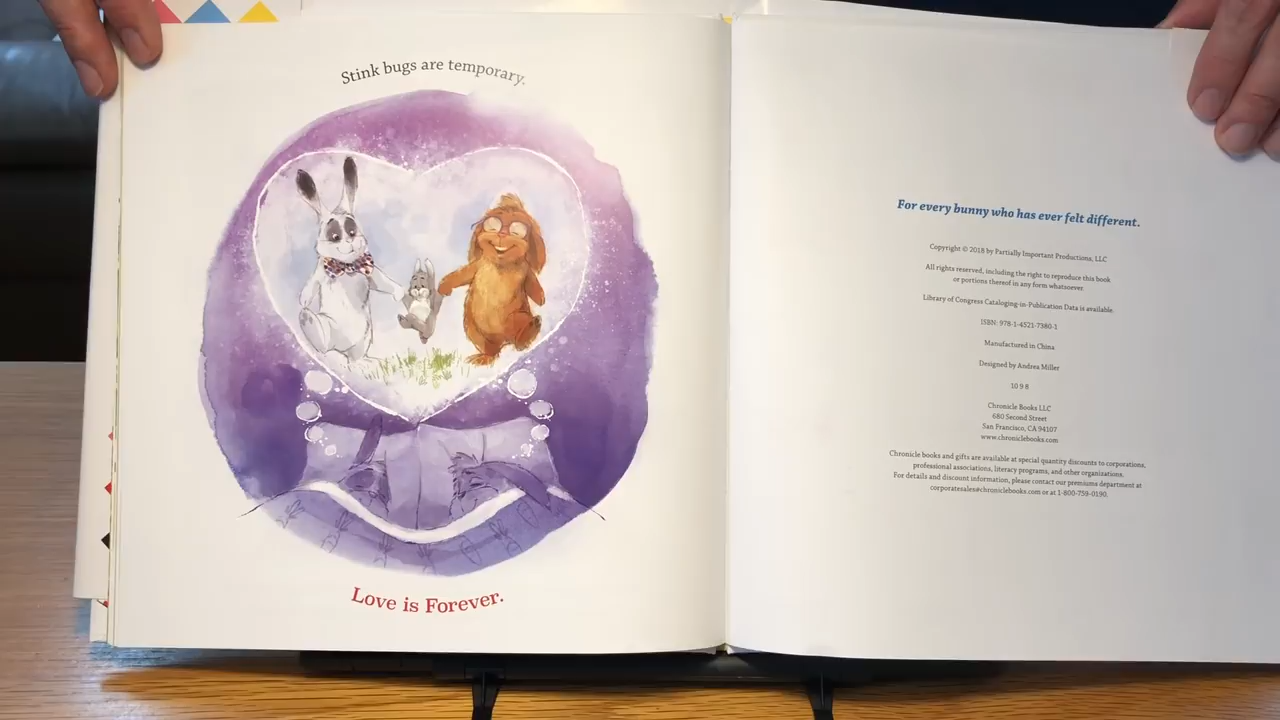 Stink bugs are temporary.
Love is Forever.
For every bunny who has ever felt different.
Copyright © 2018 by Partially Important Productions, LLC
All rights reserved, including the right to reproduce this book
or portions thereof in any form whatsoever.
Library of Congress Cataloging-in-Publication Data is available.
ISBN: 978-1-4521-7380-1
Manufactured in China.
Designed by Andrea Miller
10 9 8
Chronicle Books LLC
680 Second Street
San Francisco, CA 94107
www.chroniclebooks.com
Chronicle books and gifts are available at special quantity discounts to corporations,
professional associations, literacy programs, and other organizations.
For details and discount information, please contact our premiums department at
corporatesales@chroniclebooks.com or at 1-800-759-0190.